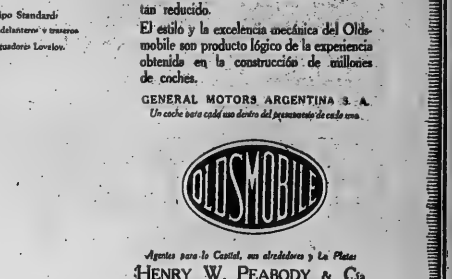 tan reducido.
El estilo y la excelencia mecánica del Olds-
mobile son producto lógico de la experiencia
obtenida en la construcción de millones
de coches.
GENERAL MOTORS ARGENTINA S. A.
Un coche para cada uso dentro del presupuesto de cada uno
OLDSMOBILE
Agentes para la Capital, sus alrededores y La Plata:
HENRY W. PEABODY & Cía
ipo Standard:
delanteros y traseros
guadores Lovejoy.